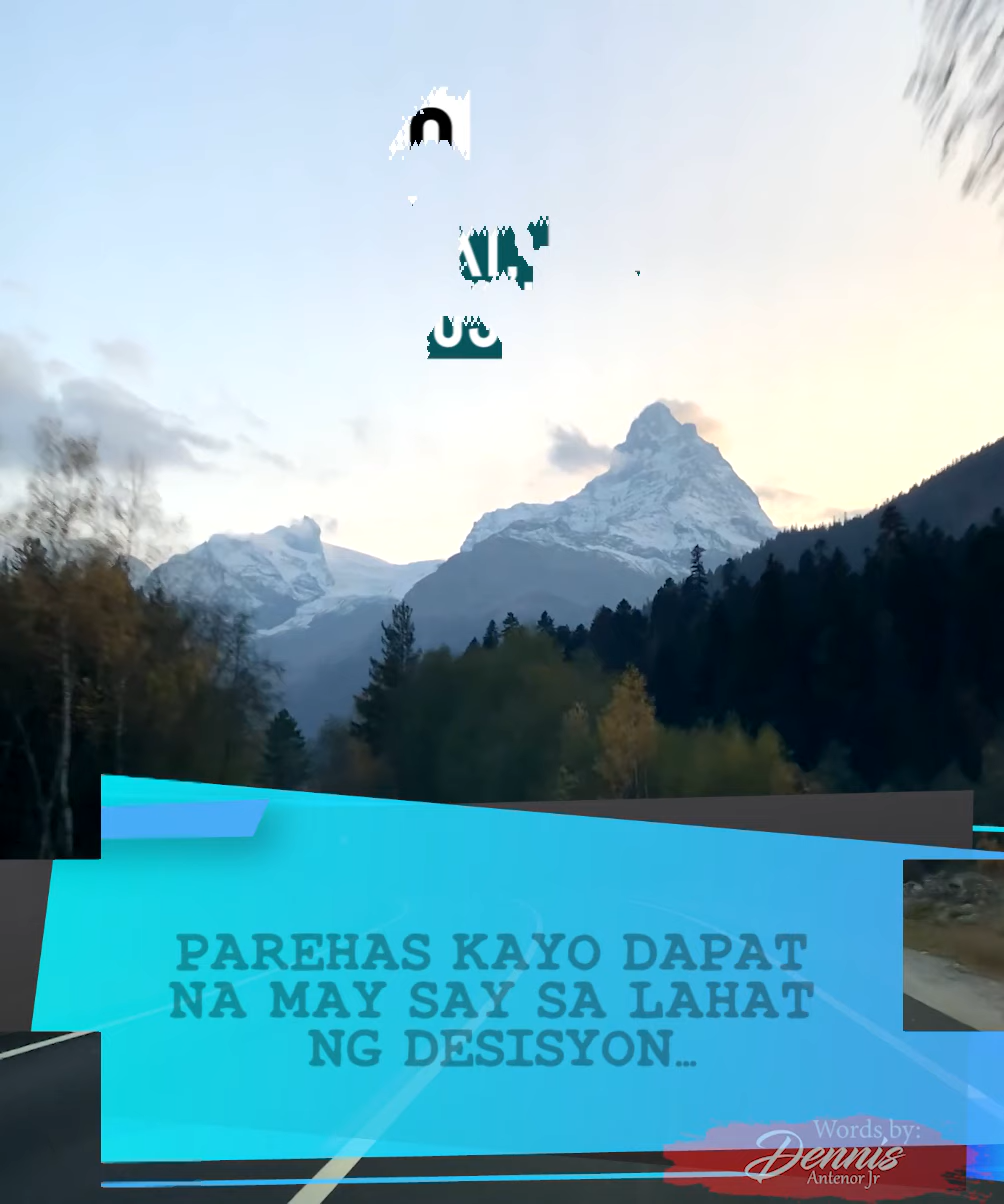 PAREHAS KAYO DAPAT
NA MAY SAY SA LAHAT
NG DESISYON...
Words by:
Dennis
Antenor Jr